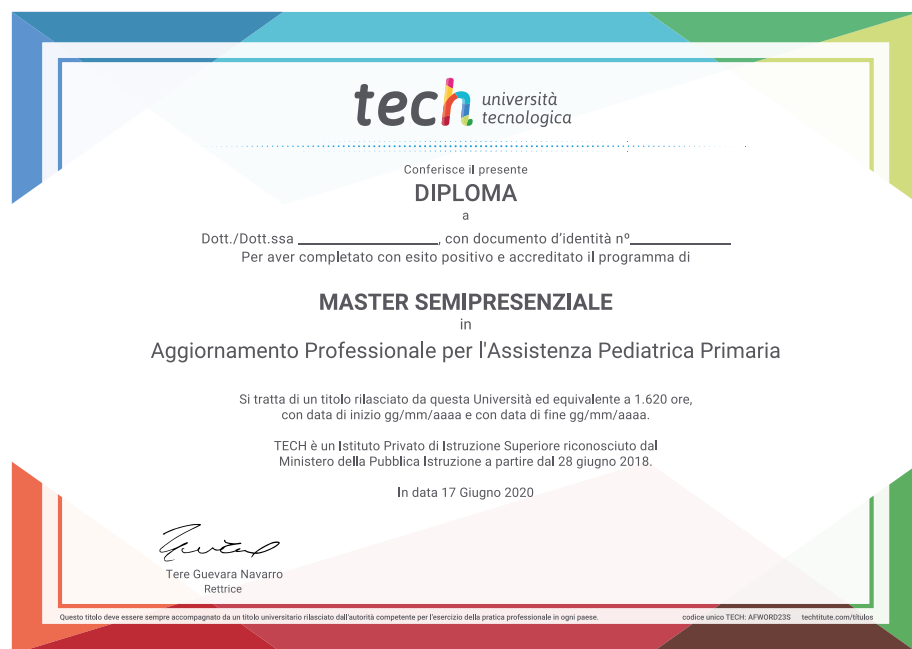 tech università
tecnologica
Conferisce il presente
DIPLOMA
a
Dott./Dott.ssa ____________________, con documento d'identità nº______________
Per aver completato con esito positivo e accreditato il programma di
MASTER SEMIPRESENZIALE
in
Aggiornamento Professionale per l'Assistenza Pediatrica Primaria
Si tratta di un titolo rilasciato da questa Università ed equivalente a 1.620 ore,
con data di inizio gg/mm/aaaa e con data di fine gg/mm/aaaa.
TECH è un Istituto Privato di Istruzione Superiore riconosciuto dal
Ministero della Pubblica Istruzione a partire dal 28 giugno 2018.
In data 17 Giugno 2020
Tere Guevara Navarro
Rettrice
Questo titolo deve essere sempre accompagnato da un titolo universitario rilasciato dall'autorità competente per l'esercizio della pratica professionale in ogni paese. codice unico TECH: AFWORD23S techtitute.com/titulos